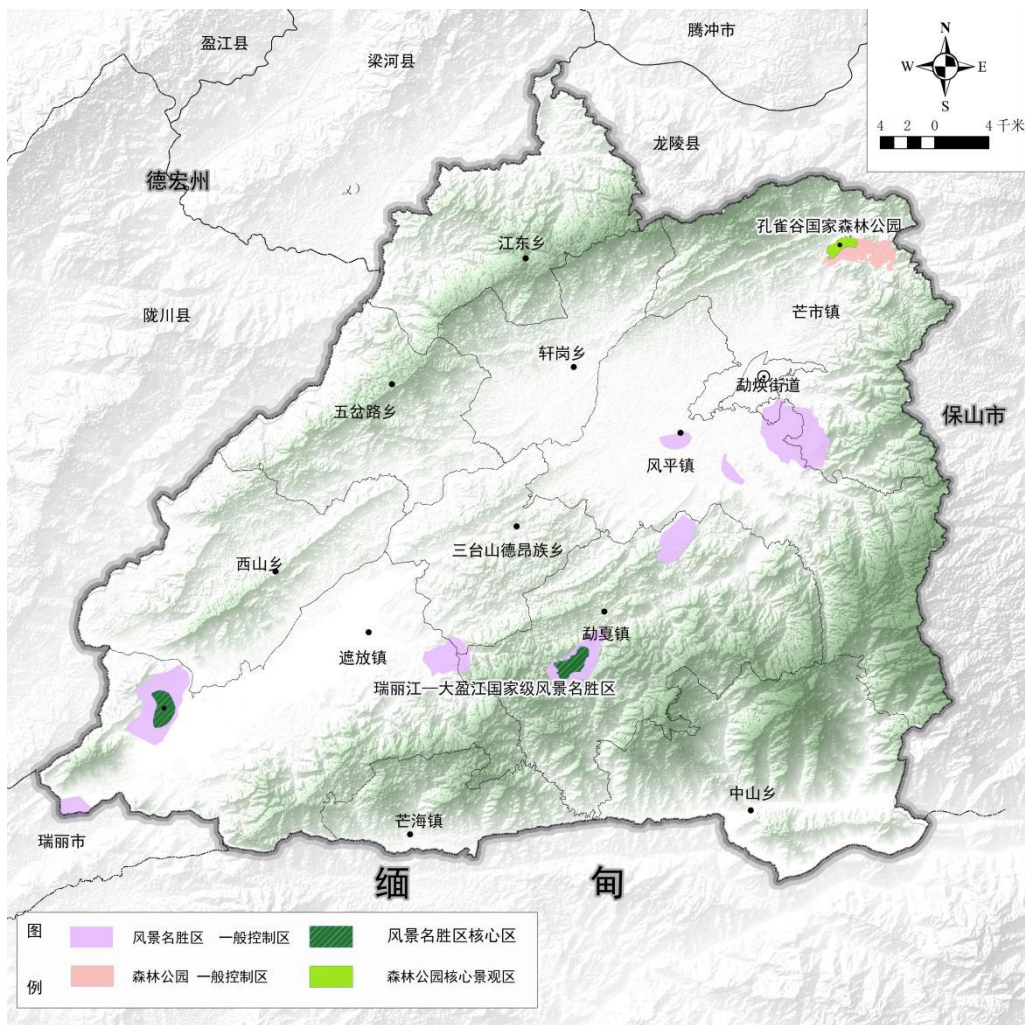 盈江县
梁河县
腾冲市
N
W E
S
4 2 0 4 千米
龙陵县
德宏州
孔雀谷国家森林公园
江东乡
陇川县
芒市镇
轩岗乡
勐焕街道
五岔路乡
保山市
风平镇
三台山德昂族乡
西山乡
勐戛镇
遮放镇
瑞丽江—大盈江国家级风景名胜区
中山乡
芒海镇
瑞丽市
缅 甸
图 例
风景名胜区 一般控制区
风景名胜区核心区
森林公园 一般控制区
森林公园核心景观区